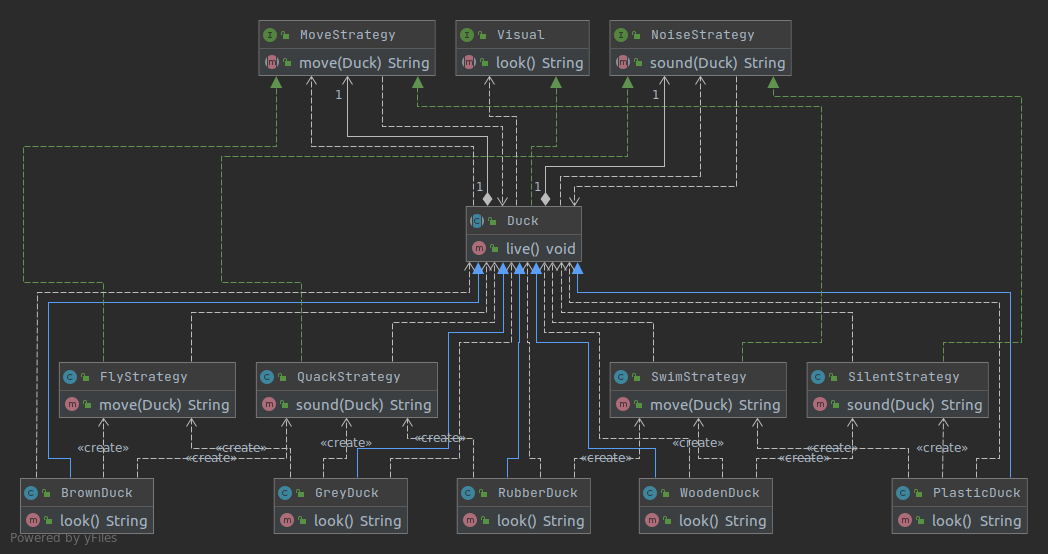 MoveStrategy
move(Duck) String
Visual
look() String
NoiseStrategy
sound(Duck) String
1
1
1
1
Duck
live() void
FlyStrategy
move(Duck) String
QuackStrategy
sound(Duck) String
SwimStrategy
move(Duck) String
SilentStrategy
sound(Duck) String
«create»
«create»
«create»
«create»
«create»
«create»
«create»
«create»
«create»
«create»
BrownDuck
look() String
GreyDuck
look() String
RubberDuck
look() String
WoodenDuck
look() String
PlasticDuck
look() String
Powered by yFiles